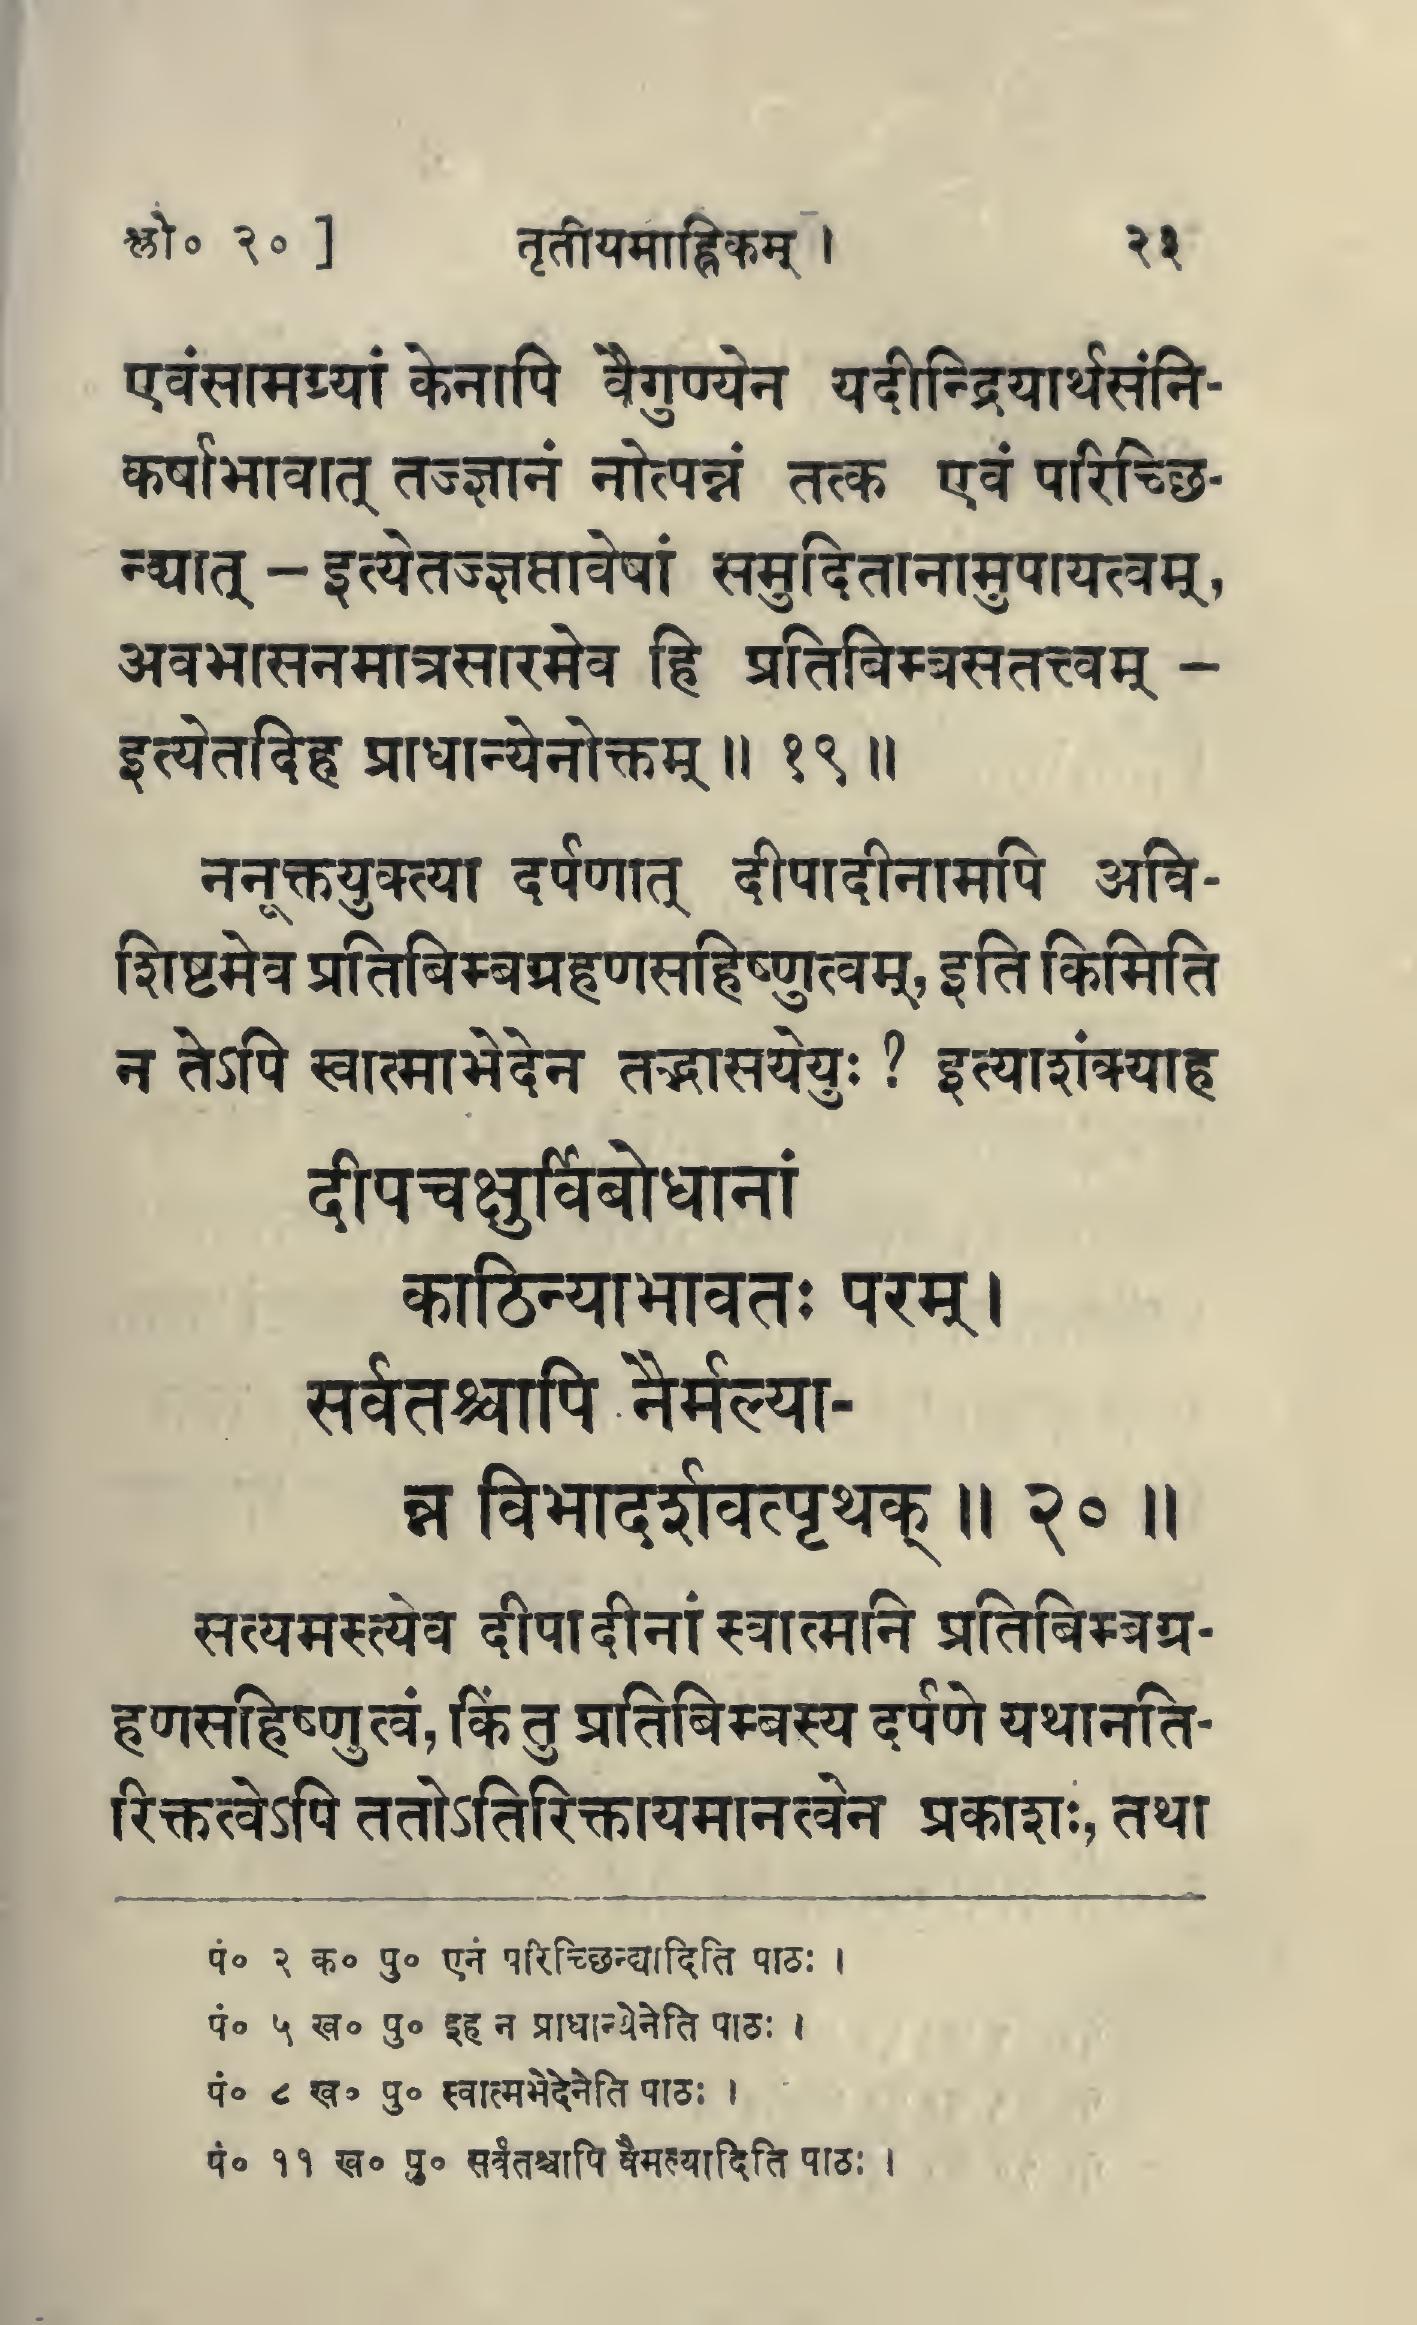 श्लो० २० ] तृतीयमाह्निकम् । २३
एवंसामग्र्यां केनापि वैगुण्येन यदीन्द्रियार्थसंनि-
कर्षाभावात् तज्ज्ञानं नोत्पन्नं तत्क एवं परिच्छि-
न्द्यात् – इत्येतज्ज्ञप्तावेषां समुदितानामुपायत्वम्,
अवभासनमात्रसारमेव हि प्रतिबिम्बसतत्त्वम् –
इत्येतदिह प्राधान्येनोक्तम् ॥ १९ ॥
ननूक्तयुक्त्या दर्पणात् दीपादीनामपि अवि-
शिष्टमेव प्रतिबिम्बग्रहणसहिष्णुत्वम्, इति किमिति
न तेऽपि स्वात्माभेदेन तद्भासयेयुः ? इत्याशंक्याह
दीपचक्षुर्विबोधानां
काठिन्याभावतः परम् ।
सर्वतश्चापि नैर्मल्या-
न्न विभादर्शवत्पृथक् ॥ २० ॥
सत्यमस्त्येव दीपादीनां स्वात्मनि प्रतिबिम्बग्र-
हणसहिष्णुत्वं, किं तु प्रतिबिम्बस्य दर्पणे यथानति-
रिक्तत्वेऽपि ततोऽतिरिक्तायमानत्वेन प्रकाशः, तथा
पं० २ क० पु० एनं परिच्छिन्द्यादिति पाठः ।
पं० ५ ख० पु० इह न प्राधान्येनेति पाठः ।
पं० ८ ख० पु० स्वात्मभेदेनेति पाठः ।
पं० ११ ख० पु० सर्वतश्चापि वैमल्यादिति पाठः ।